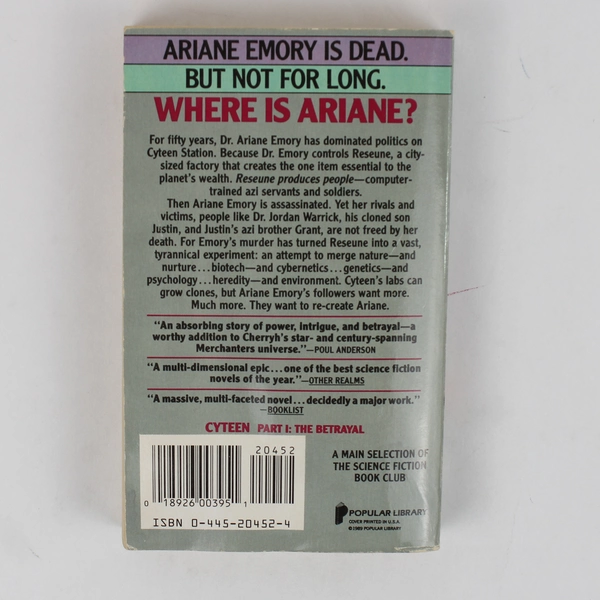 ARIANE EMORY IS DEAD.
BUT NOT FOR LONG.
WHERE IS ARIANE?
For fifty years, Dr. Ariane Emory has dominated politics on
Cyteen Station. Because Dr. Emory controls Reseune, a city-
sized factory that creates the one item essential to the
planet's wealth. Reseune produces people—computer-
trained azi servants and soldiers.
Then Ariane Emory is assassinated. Yet her rivals and
victims, people like Dr. Jordan Warrick, his cloned son
Justin, and Justin's azi brother Grant, are not freed by her
death. For Emory's murder has turned Reseune into a vast,
tyrannical experiment: an attempt to merge nature—and
nurture...biotech—and cybernetics...genetics—and
psychology...heredity—and environment. Cyteen's labs can
grow clones, but Ariane Emory's followers want more.
Much more. They want to re-create Ariane.
"An absorbing story of power, intrigue, and betrayal—a
worthy addition to Cherryh's star- and century-spanning
Merchanters universe."—POUL ANDERSON
"A multi-dimensional epic...one of the best science fiction
novels of the year."—OTHER REALMS
"A massive, multi-faceted novel...decidedly a major work."
—BOOKLIST
CYTEEN PART I: THE BETRAYAL
20452
0 18926 00395 1
ISBN 0-445-20452-4
A MAIN SELECTION OF
THE SCIENCE FICTION
BOOK CLUB
POPULAR LIBRARY
COVER PRINTED IN U.S.A.
©1989 POPULAR LIBRARY